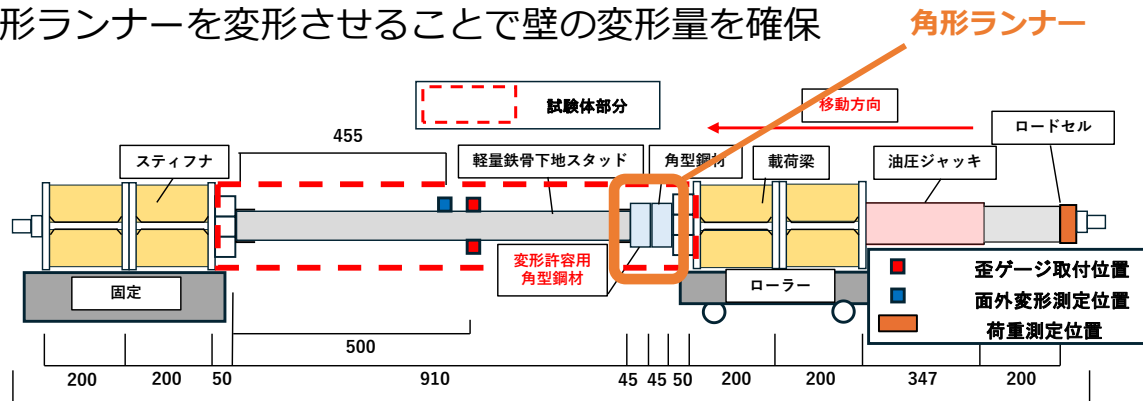 形ランナーを変形させることで壁の変形量を確保
角形ランナー
試験体部分
移動方向
ロードセル
455
スティフナ
軽量鉄骨下地スタッド
角型鋼材
載荷梁
油圧ジャッキ
変形許容用
角型鋼材
固定
ローラー
歪ゲージ取付位置
面外変形測定位置
荷重測定位置
500
200
200
50
910
45
45
50
200
200
347
200